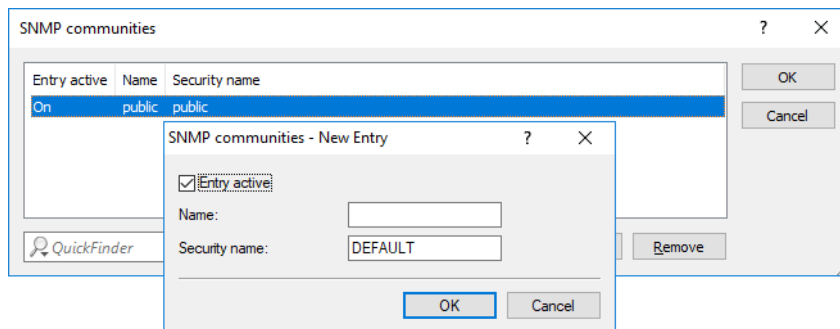 SNMP communities ?
Entry active Name Security name
On public public
OK
Cancel
SNMP communities - New Entry ?
Entry active
Name:
Security name: DEFAULT
OK Cancel
QuickFinder
Remove